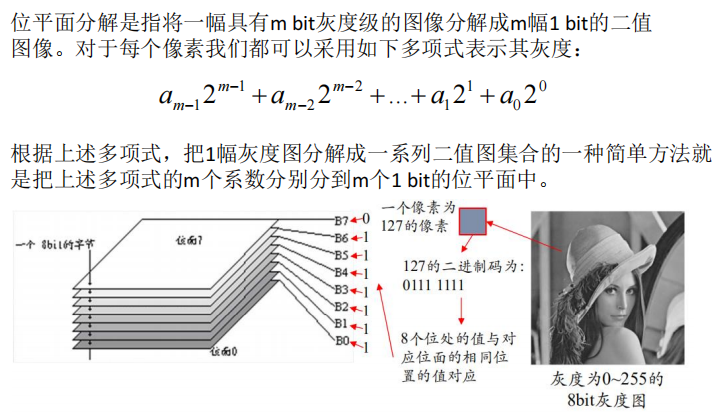 位平面分解是指将一幅具有m bit灰度级的图像分解成m幅1 bit的二值
图像。对于每个像素我们都可以采用如下多项式表示其灰度：
a_{m-1}2^{m-1} + a_{m-2}2^{m-2} + ... + a_1 2^1 + a_0 2^0
根据上述多项式，把1幅灰度图分解成一系列二值图集合的一种简单方法就
是把上述多项式的m个系数分别分到m个1 bit的位平面中。
一个 8bit的字节
位面7
位面0
B7 0
B6 1
B5 1
B4 1
B3 1
B2 1
B1 1
B0 1
一个像素为
127的像素
127的二进制码为：
0111 1111
8个位处的值与对
应位面的相同位
置的值对应
灰度为0~255的
8bit灰度图